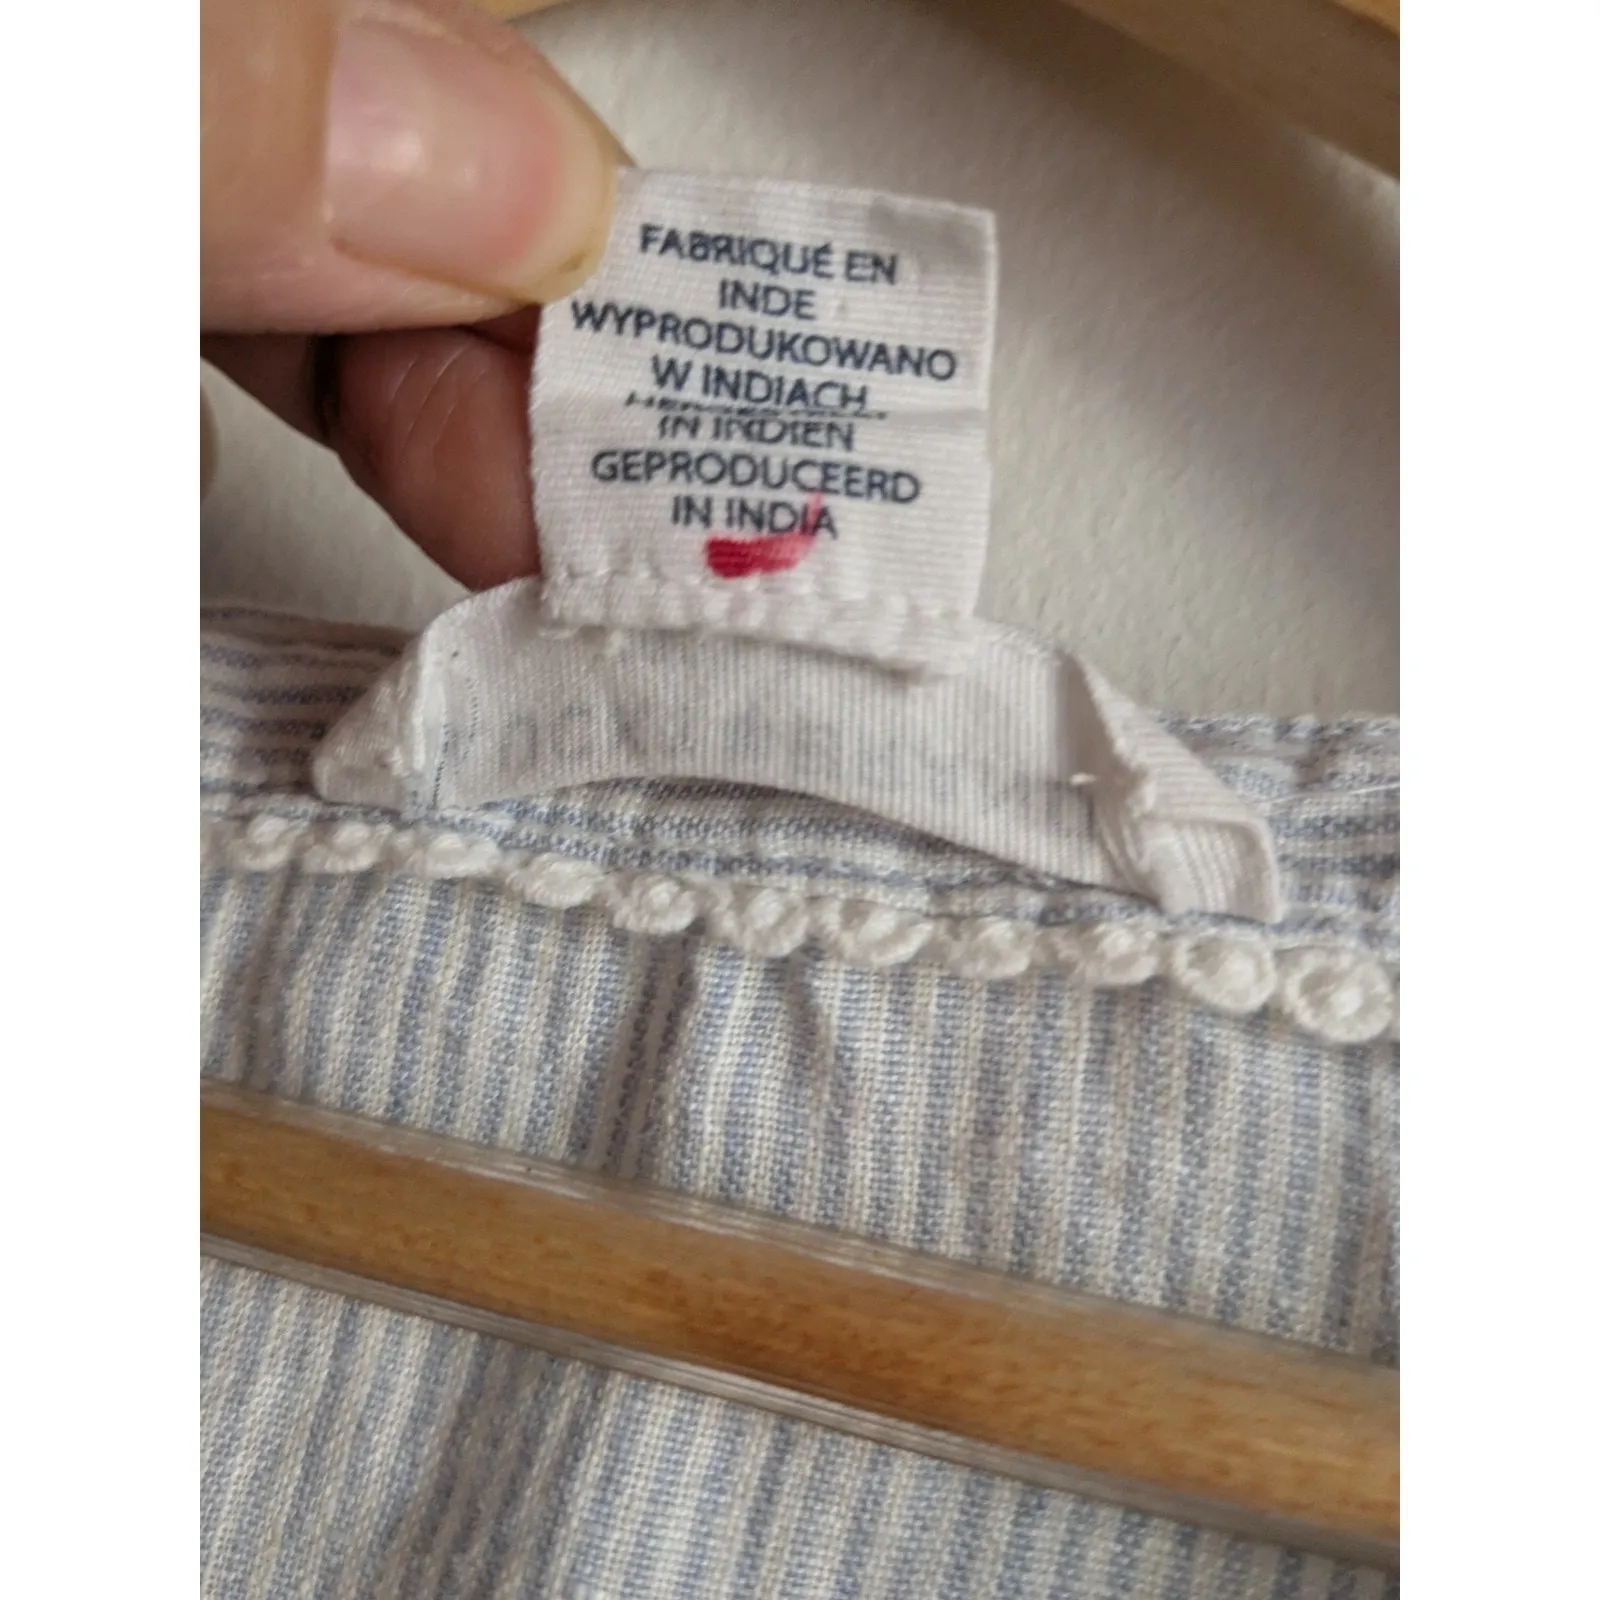 FABRIQUÉ EN
INDE
WYPRODUKOWANO
W INDIACH
IN INDIEN
GEPRODUCEERD
IN INDIA